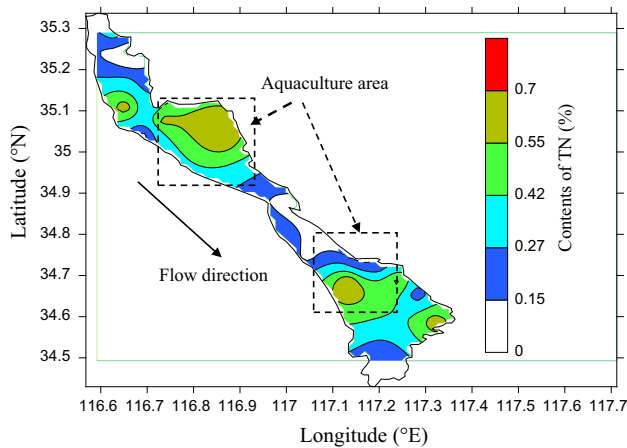 35.3
35.2
35.1
35
34.9
34.8
34.7
34.6
34.5
Latitude (°N)
Aquaculture area
Flow direction
0.7
0.55
0.42
0.27
0.15
0
Contents of TN (%)
116.6 116.7 116.8 116.9 117 117.1 117.2 117.3 117.4 117.5 117.6 117.7
Longitude (°E)